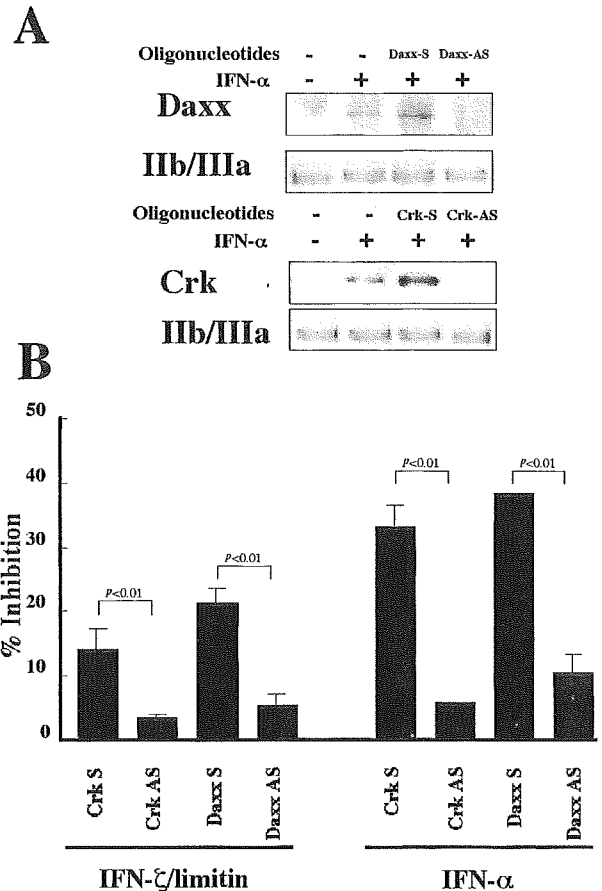 A
Oligonucleotides - - Daxx-S Daxx-AS
IFN-α - + + +
Daxx
IIb/IIIa
Oligonucleotides - - Crk-S Crk-AS
IFN-α - + + +
Crk
IIb/IIIa
B
% Inhibition
50
40
30
20
10
0
P<0.01
P<0.01
P<0.01
P<0.01
Crk S
Crk AS
Daxx S
Daxx AS
Crk S
Crk AS
Daxx S
Daxx AS
IFN-ζ/limitin
IFN-α